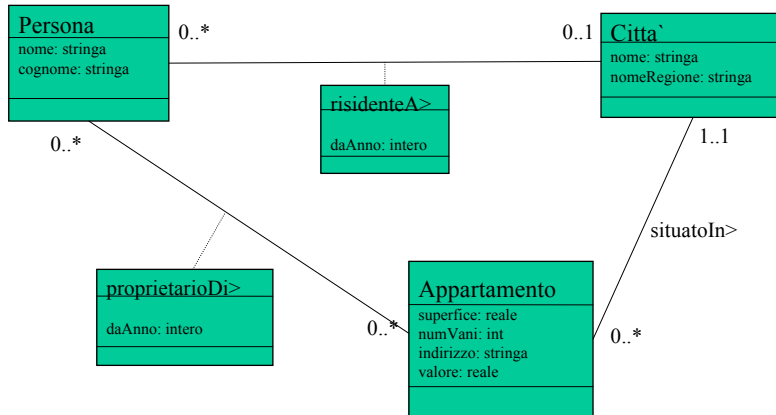 Persona
nome: stringa
cognome: stringa
0..*
0..1
Citta`
nome: stringa
nomeRegione: stringa
risidenteA>
daAnno: intero
0..*
1..1
situatoIn>
proprietarioDi>
daAnno: intero
0..*
Appartamento
superfice: reale
numVani: int
indirizzo: stringa
valore: reale
0..*